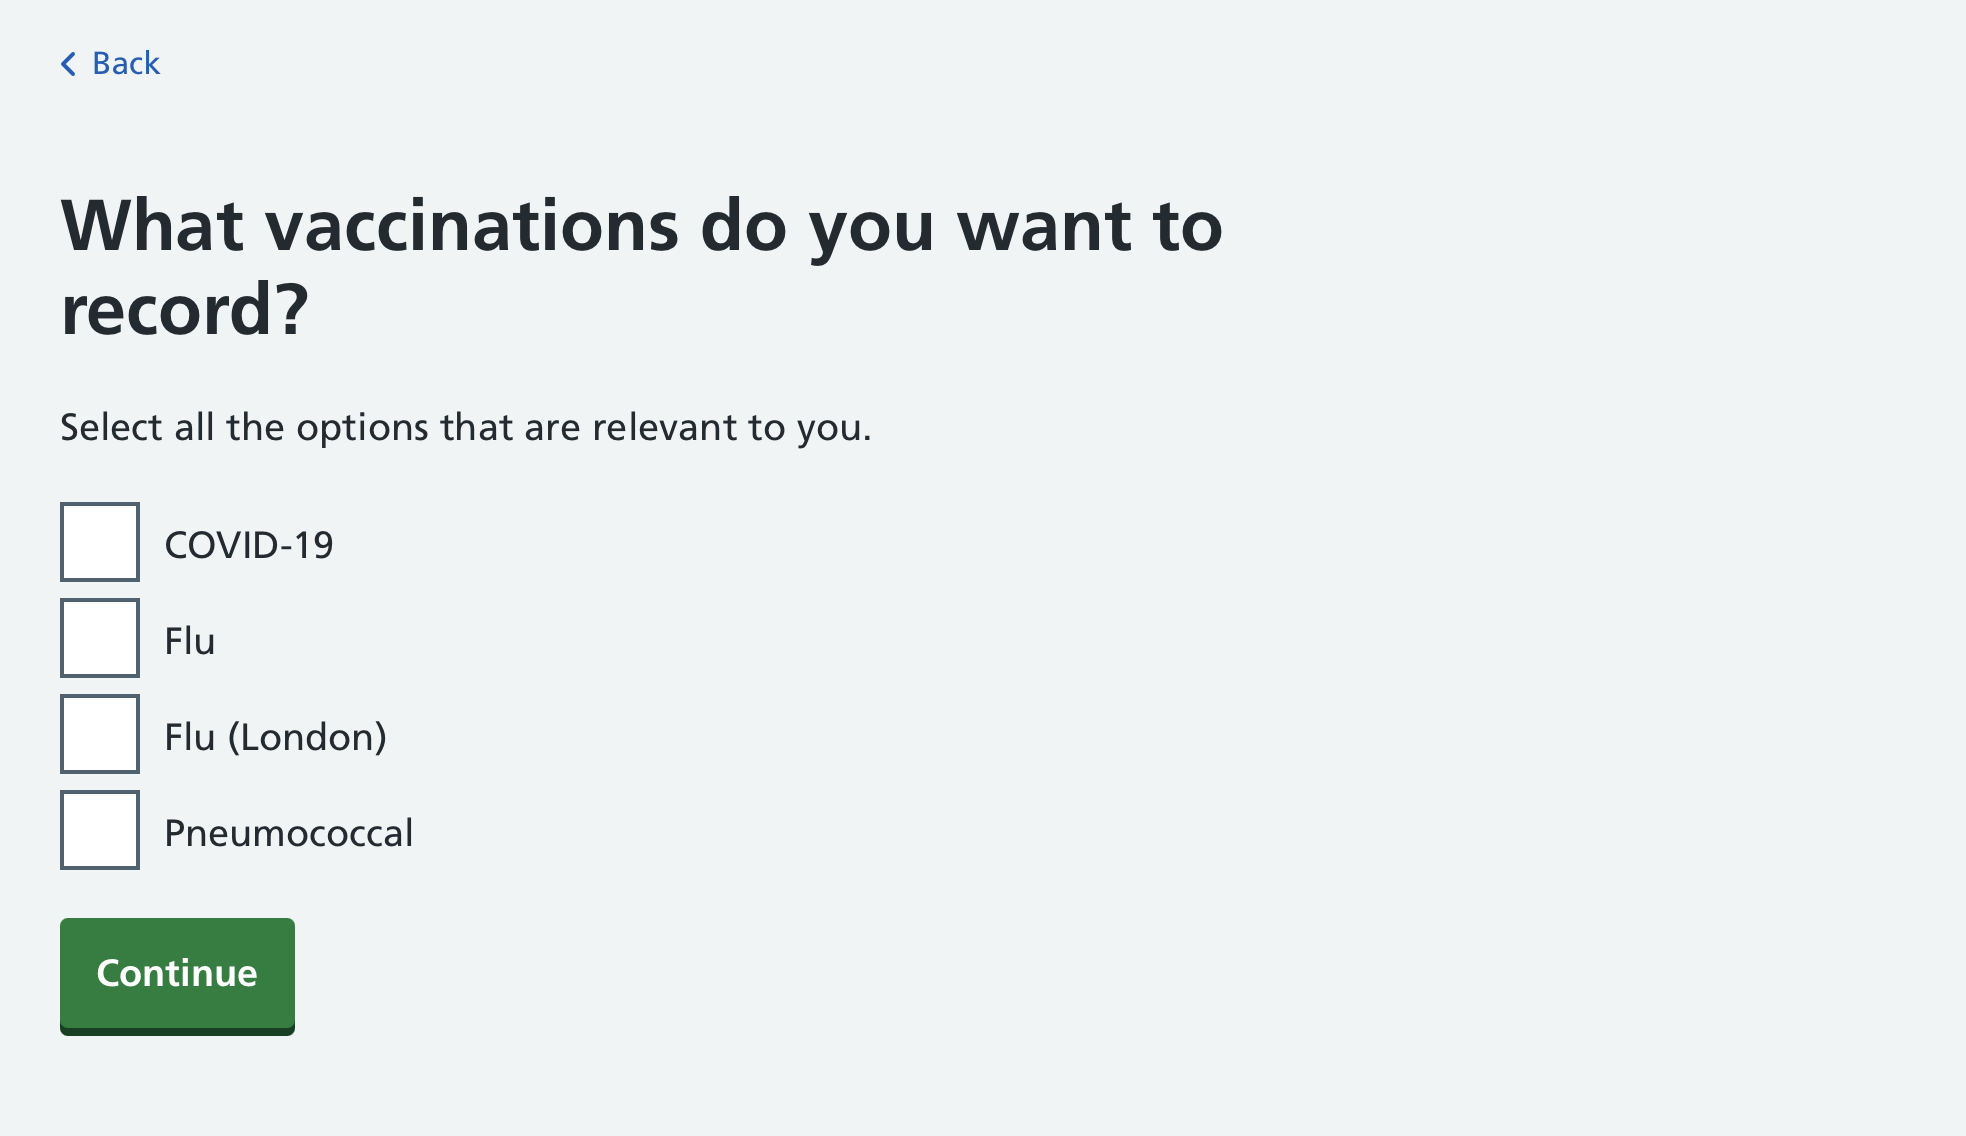 Back
What vaccinations do you want to
record?
Select all the options that are relevant to you.
COVID-19
Flu
Flu (London)
Pneumococcal
Continue